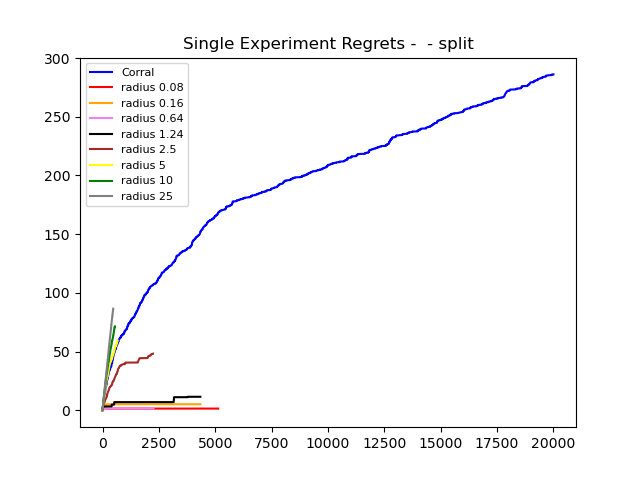 Single Experiment Regrets -  - split
300
250
200
150
100
50
0
Corral
radius 0.08
radius 0.16
radius 0.64
radius 1.24
radius 2.5
radius 5
radius 10
radius 25
0 2500 5000 7500 10000 12500 15000 17500 20000